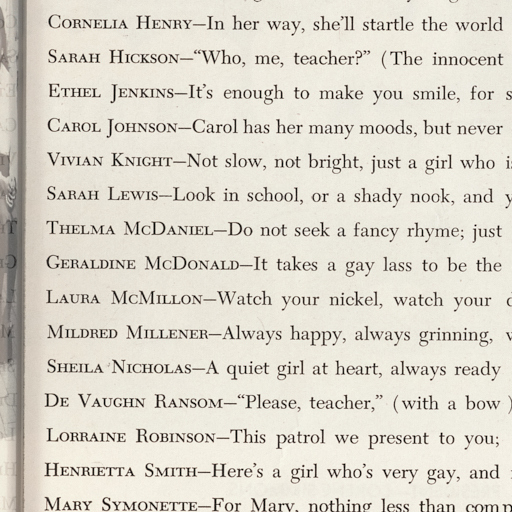 CORNELIA HENRY—In her way, she'll startle the world
SARAH HICKSON—“Who, me, teacher?” (The innocent
ETHEL JENKINS—It's enough to make you smile, for
CAROL JOHNSON—Carol has her many moods, but never
VIVIAN KNIGHT—Not slow, not bright, just a girl who
SARAH LEWIS—Look in school, or a shady nook, and
THELMA MCDANIEL—Do not seek a fancy rhyme; just
GERALDINE MCDONALD—It takes a gay lass to be the
LAURA MCMILLON—Watch your nickel, watch your
MILDRED MILLENER—Always happy, always grinning,
SHEILA NICHOLAS—A quiet girl at heart, always ready
DE VAUGHN RANSOM—“Please, teacher,” (with a bow)
LORRAINE ROBINSON—This patrol we present to you;
HENRIETTA SMITH—Here's a girl who's very gay, and
MARY SYMONETTE—For Mary, nothing less than